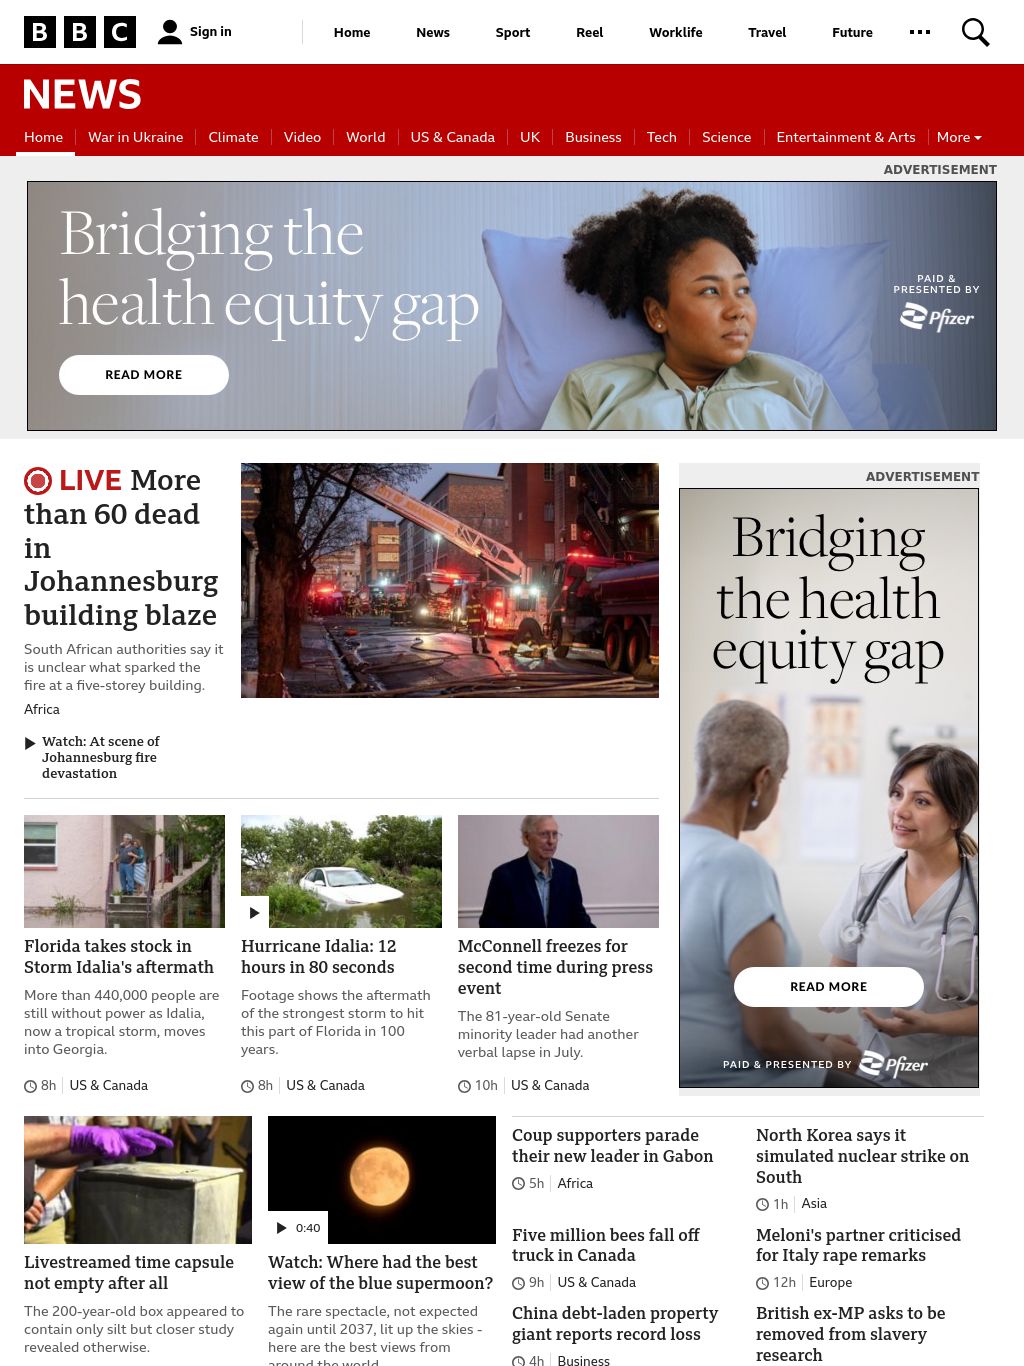 BBC
Sign in
Home
News
Sport
Reel
Worklife
Travel
Future
NEWS
Home
War in Ukraine
Climate
Video
World
US & Canada
UK
Business
Tech
Science
Entertainment & Arts
More
ADVERTISEMENT
Bridging the
health equity gap
READ MORE
PAID &
PRESENTED BY
Pfizer
LIVE More
than 60 dead
in
Johannesburg
building blaze
South African authorities say it
is unclear what sparked the
fire at a five-storey building.
Africa
Watch: At scene of
Johannesburg fire
devastation
ADVERTISEMENT
Bridging
the health
equity gap
READ MORE
PAID & PRESENTED BY Pfizer
Florida takes stock in
Storm Idalia's aftermath
More than 440,000 people are
still without power as Idalia,
now a tropical storm, moves
into Georgia.
8h US & Canada
Hurricane Idalia: 12
hours in 80 seconds
Footage shows the aftermath
of the strongest storm to hit
this part of Florida in 100
years.
8h US & Canada
McConnell freezes for
second time during press
event
The 81-year-old Senate
minority leader had another
verbal lapse in July.
10h US & Canada
Livestreamed time capsule
not empty after all
The 200-year-old box appeared to
contain only silt but closer study
revealed otherwise.
0:40
Watch: Where had the best
view of the blue supermoon?
The rare spectacle, not expected
again until 2037, lit up the skies -
here are the best views from
around the world
Coup supporters parade
their new leader in Gabon
5h Africa
North Korea says it
simulated nuclear strike on
South
1h Asia
Five million bees fall off
truck in Canada
9h US & Canada
Meloni's partner criticised
for Italy rape remarks
12h Europe
China debt-laden property
giant reports record loss
4h Business
British ex-MP asks to be
removed from slavery
research